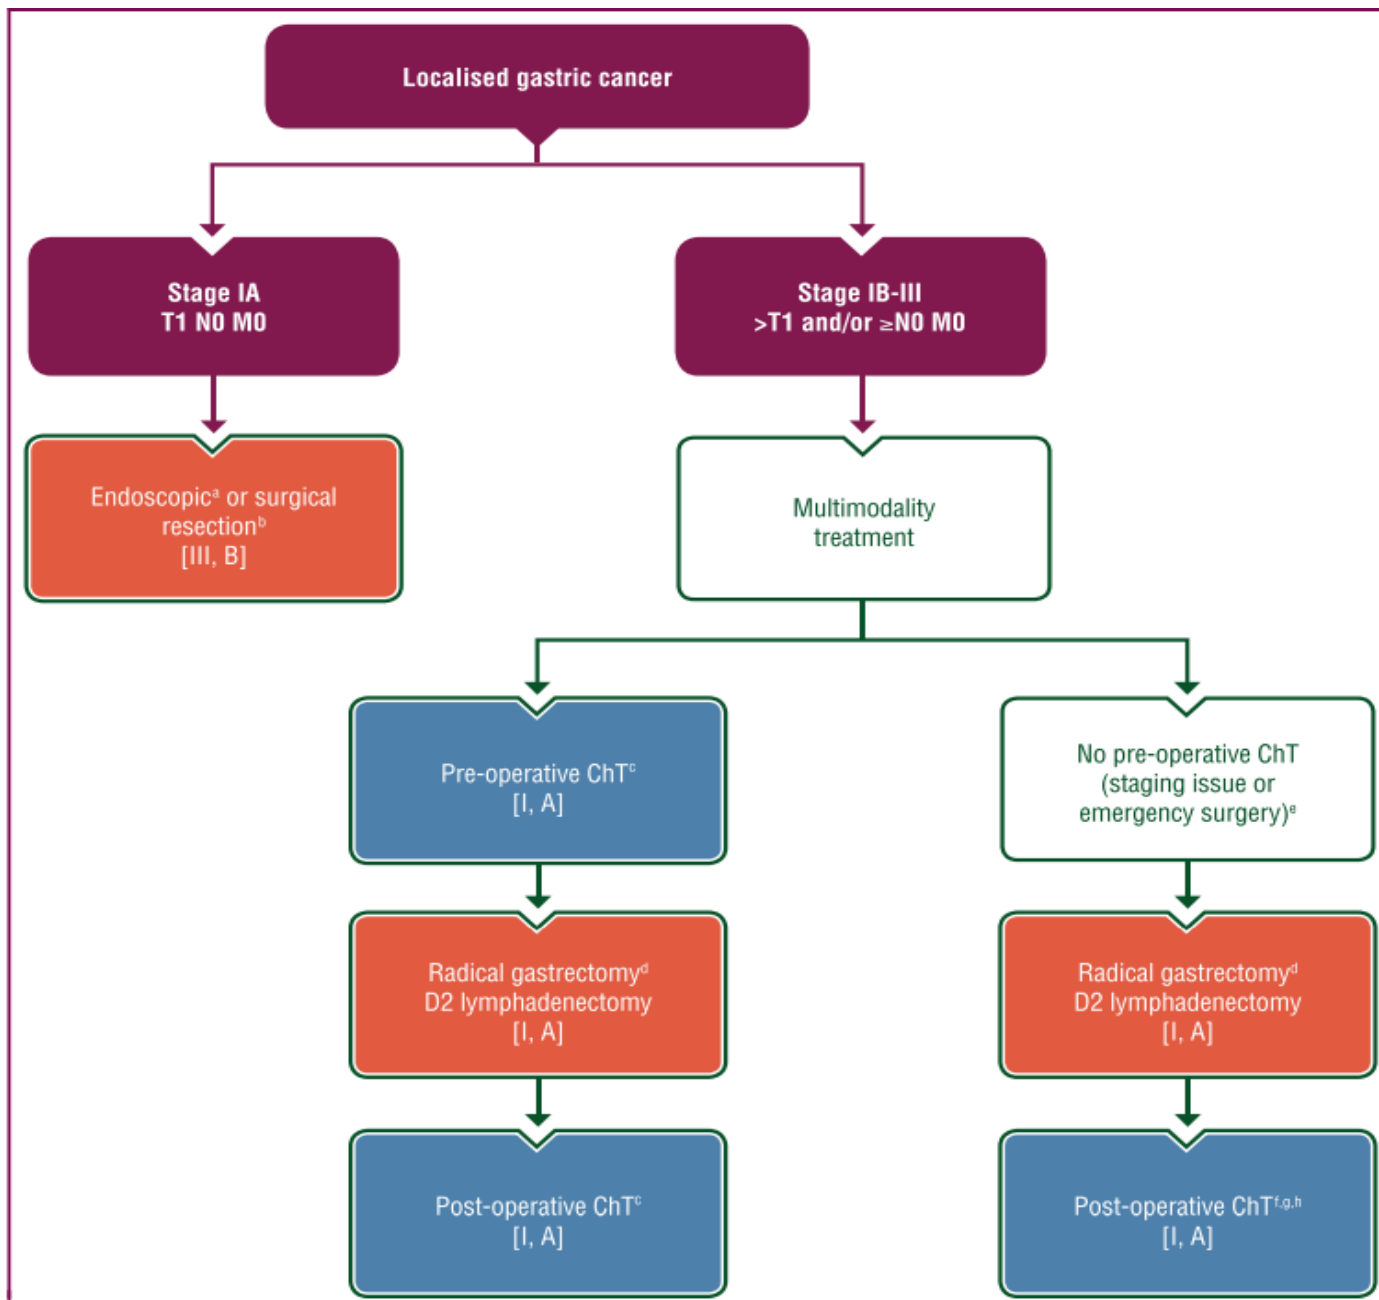 Localised gastric cancer
Stage IA
T1 N0 M0
Stage IB-III
>T1 and/or ≥N0 M0
Endoscopicᵃ or surgical
resectionᵇ
[III, B]
Multimodality
treatment
Pre-operative ChTᶜ
[I, A]
No pre-operative ChT
(staging issue or
emergency surgery)ᵉ
Radical gastrectomyᵈ
D2 lymphadenectomy
[I, A]
Radical gastrectomyᵈ
D2 lymphadenectomy
[I, A]
Post-operative ChTᶜ
[I, A]
Post-operative ChTᶠ,ᵍ,ʰ
[I, A]